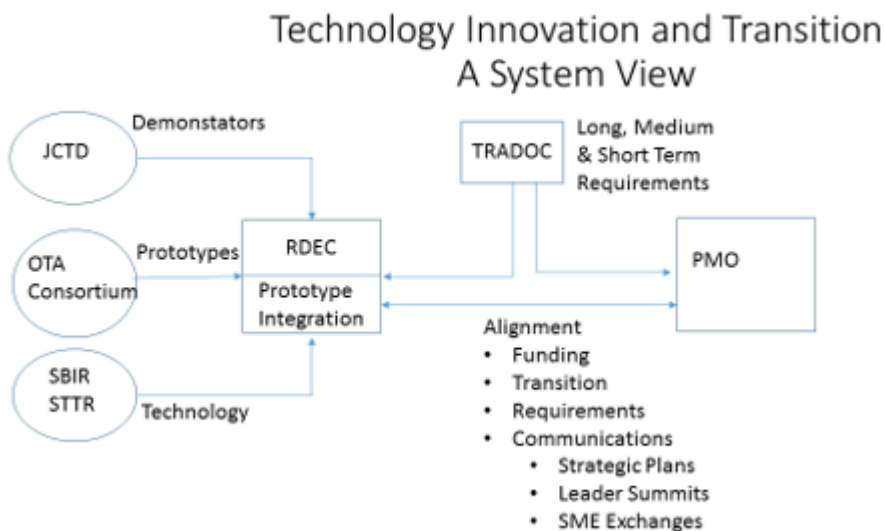 Technology Innovation and Transition
A System View
Demonstators
JCTD
TRADOC
Long, Medium
& Short Term
Requirements
OTA
Consortium
Prototypes
RDEC
Prototype
Integration
PMO
SBIR
STTR
Technology
Alignment
• Funding
• Transition
• Requirements
• Communications
• Strategic Plans
• Leader Summits
• SME Exchanges